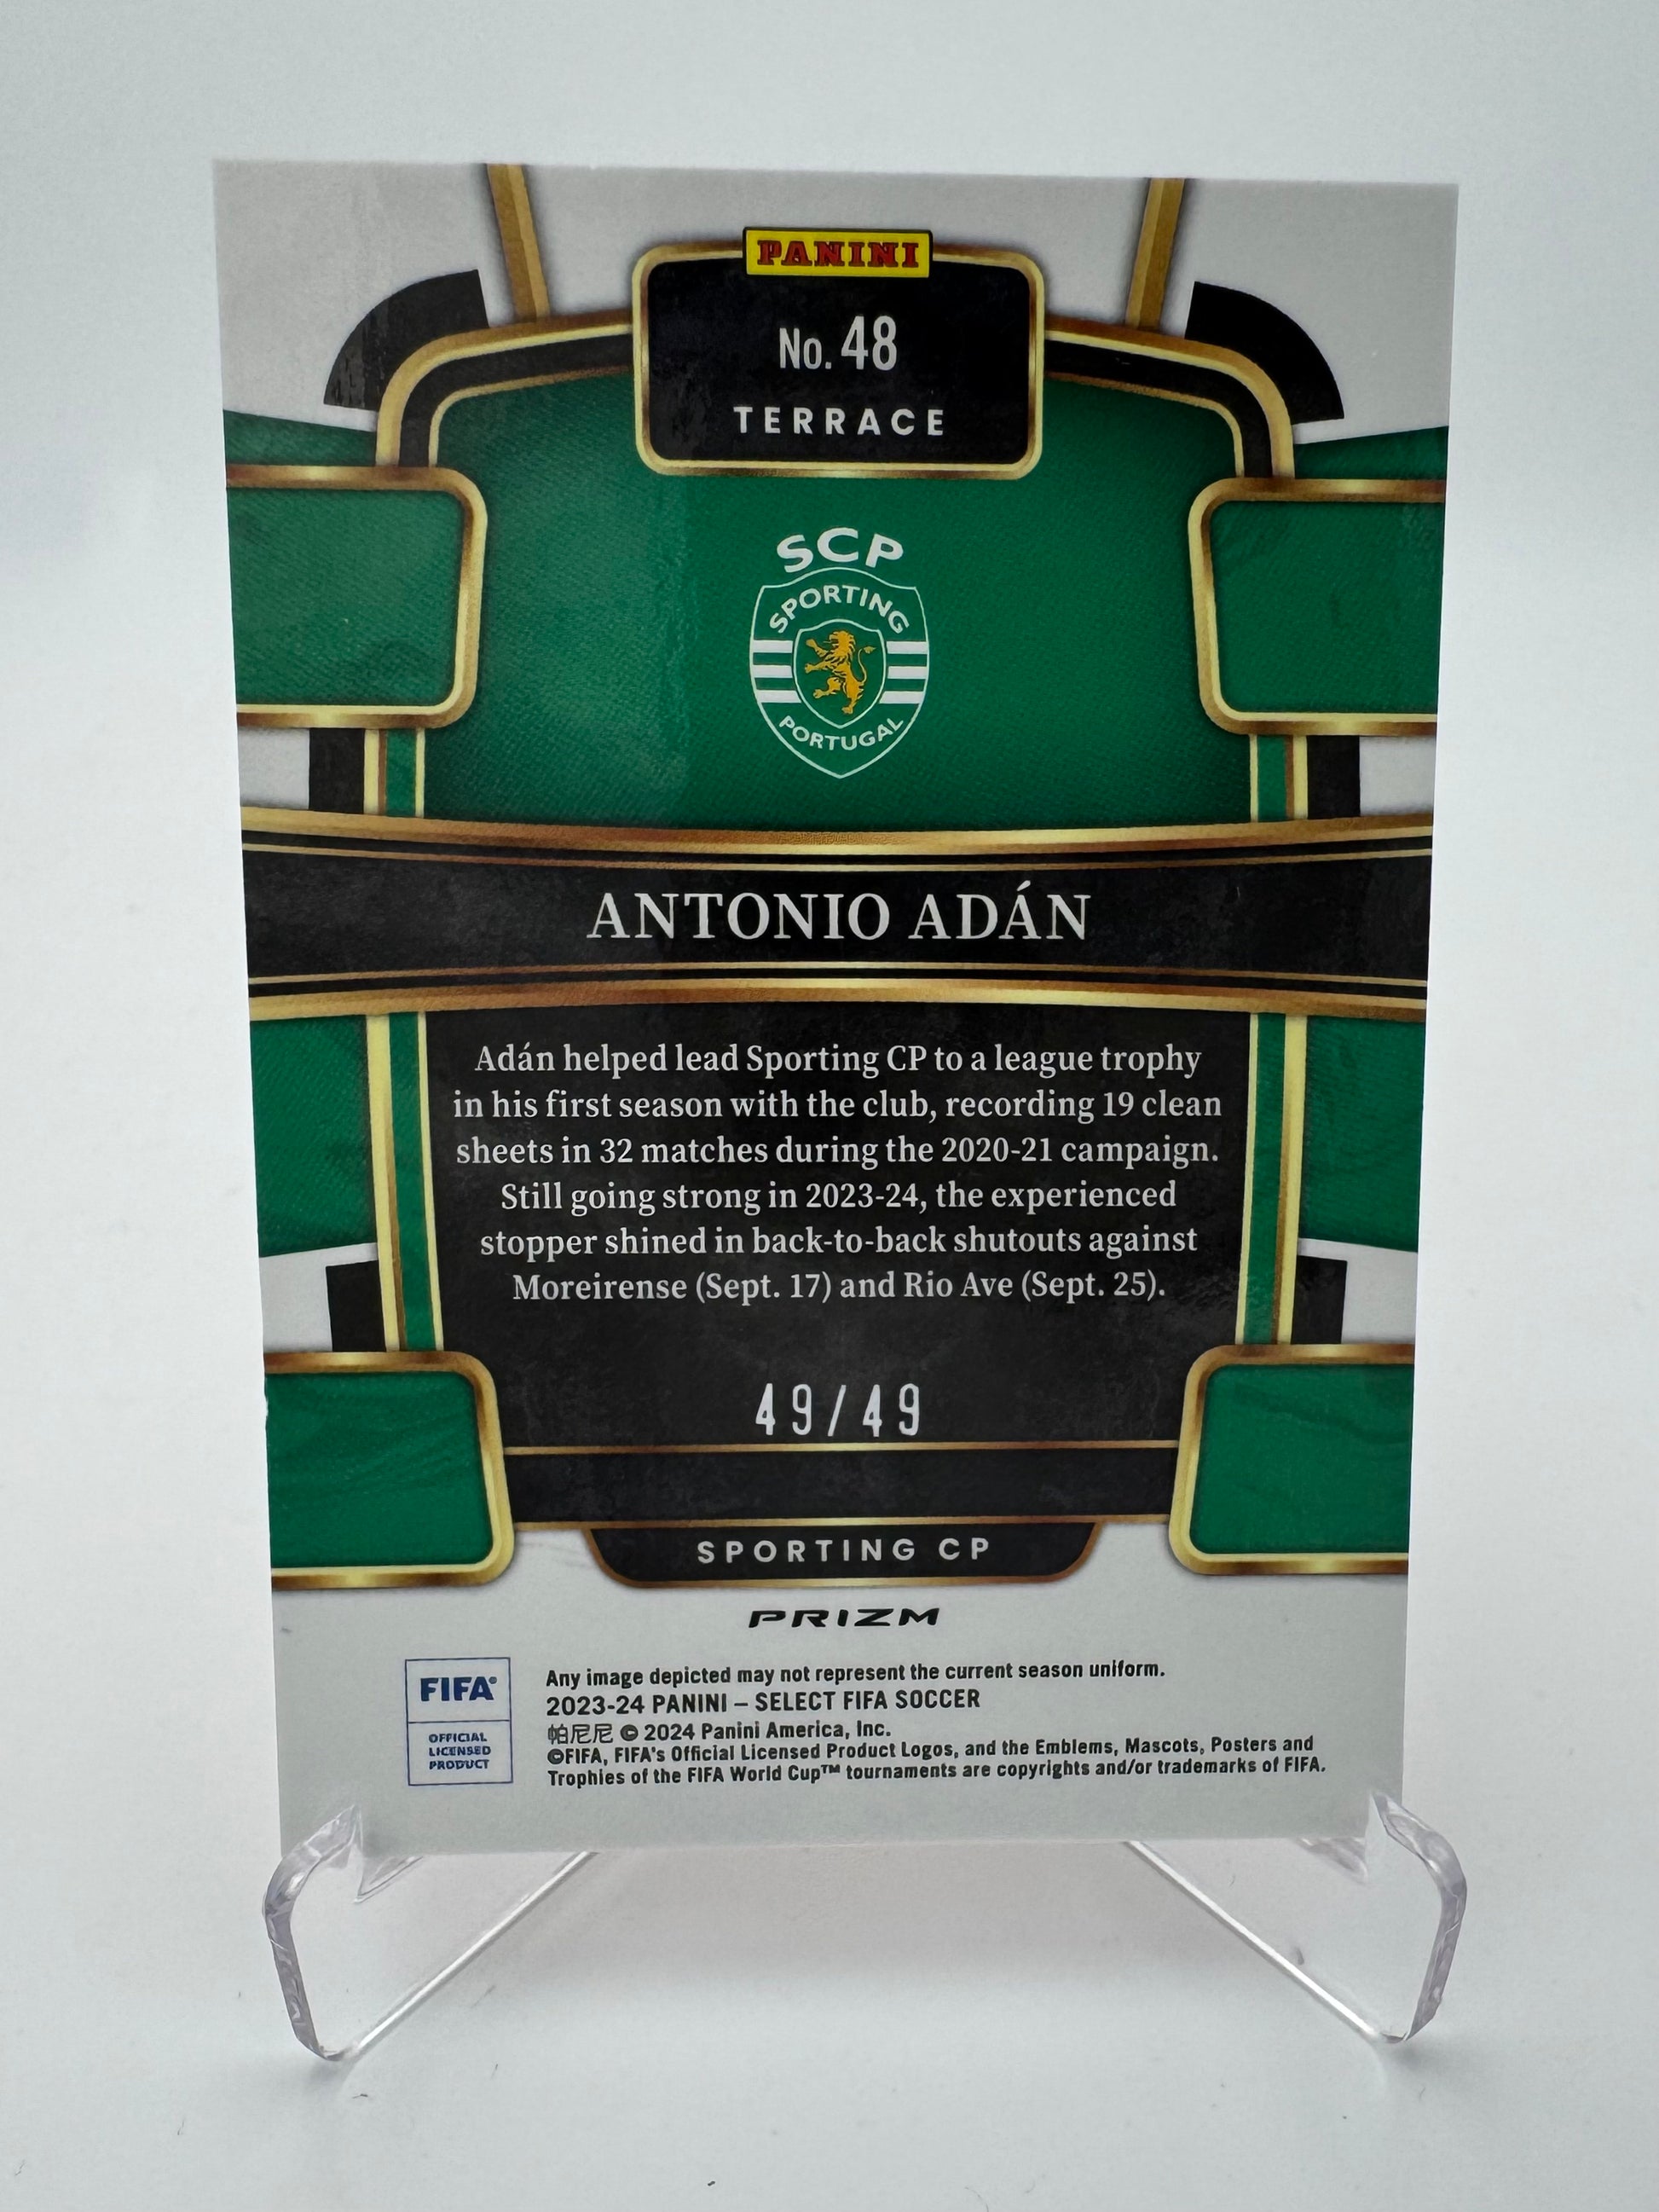 PANINI
No. 48
TERRACE
SCP
SPORTING
PORTUGAL
ANTONIO ADÁN
Adán helped lead Sporting CP to a league trophy
in his first season with the club, recording 19 clean
sheets in 32 matches during the 2020-21 campaign.
Still going strong in 2023-24, the experienced
stopper shined in back-to-back shutouts against
Moreirense (Sept. 17) and Rio Ave (Sept. 25).
49/49
SPORTING CP
PRIZM
FIFA®
OFFICIAL
LICENSED
PRODUCT
Any image depicted may not represent the current season uniform.
2023-24 PANINI – SELECT FIFA SOCCER
帕尼尼 © 2024 Panini America, Inc.
©FIFA, FIFA's Official Licensed Product Logos, and the Emblems, Mascots, Posters and
Trophies of the FIFA World Cup™ tournaments are copyrights and/or trademarks of FIFA.